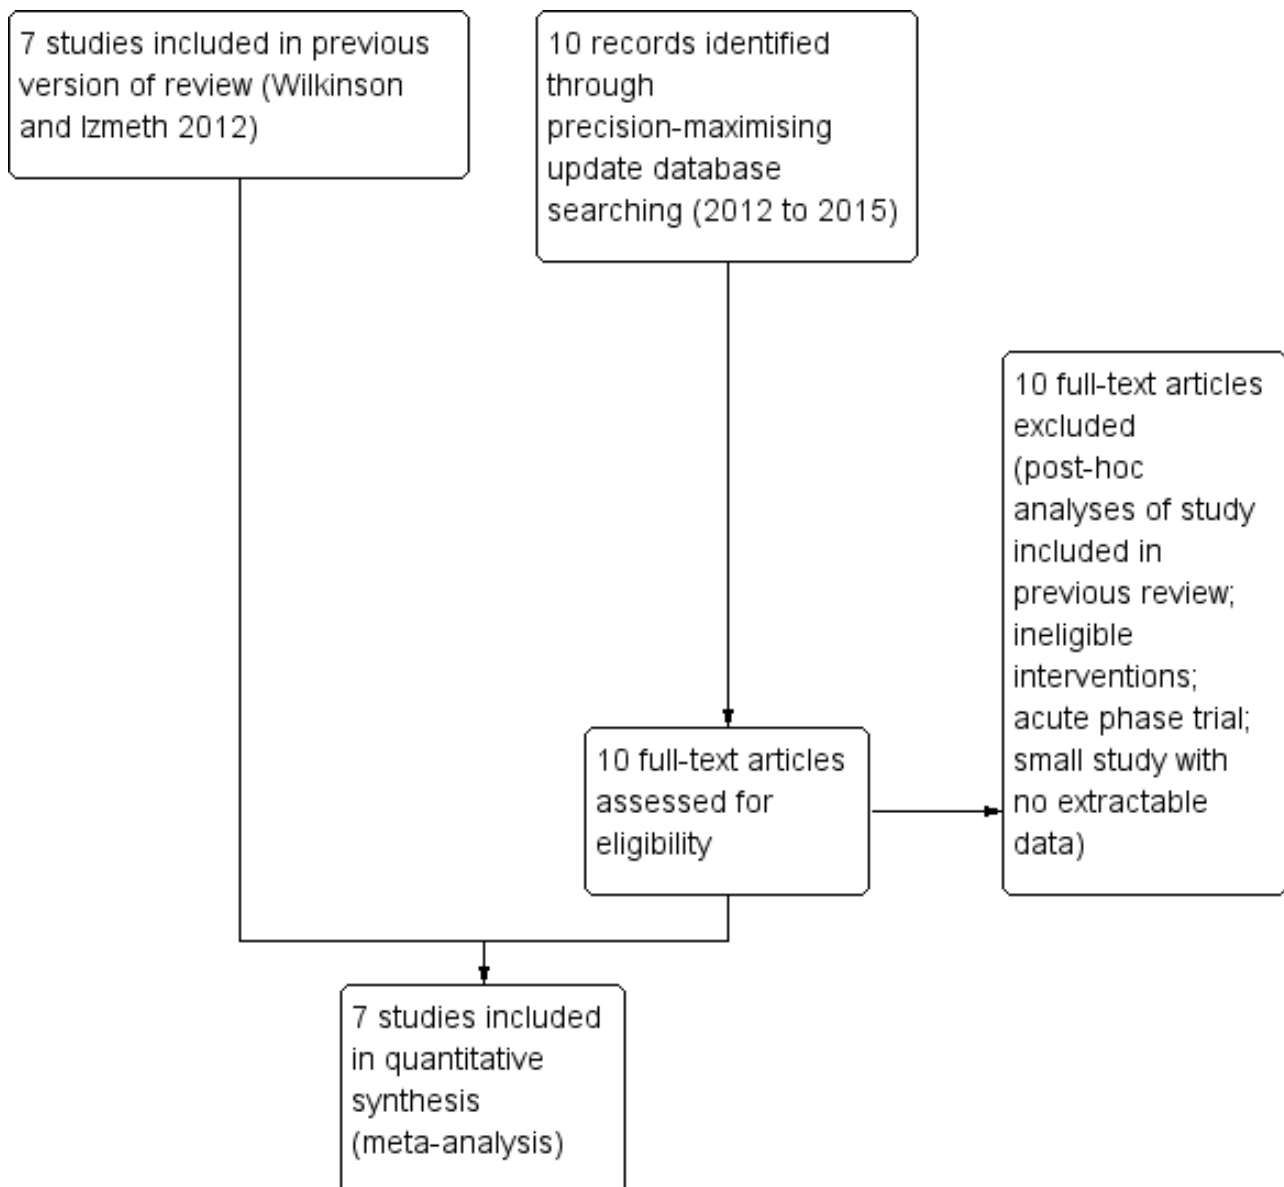 7 studies included in previous
version of review (Wilkinson
and Izmeth 2012)
10 records identified
through
precision-maximising
update database
searching (2012 to 2015)
10 full-text articles
excluded
(post-hoc
analyses of study
included in
previous review;
ineligible
interventions;
acute phase trial;
small study with
no extractable
data)
10 full-text articles
assessed for
eligibility
7 studies included
in quantitative
synthesis
(meta-analysis)